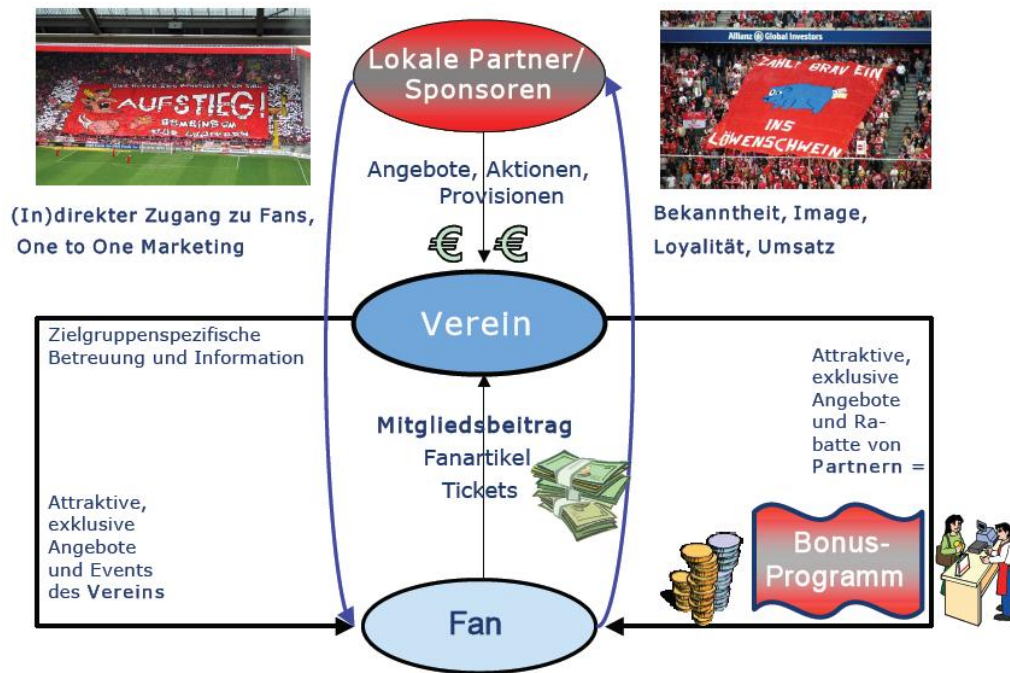 Lokale Partner/
Sponsoren
AUFSTIEG!
GEMEINSAM
Allianz Global Investors
ZAHLT BRAV EIN
INS
LÖWENSCHWEIN
Angebote, Aktionen,
Provisionen
€ €
(In)direkter Zugang zu Fans,
One to One Marketing
Bekanntheit, Image,
Loyalität, Umsatz
Verein
Zielgruppenspezifische
Betreuung und Information
Attraktive,
exklusive
Angebote
und Ra-
batte von
Partnern =
Mitgliedsbeitrag
Fanartikel
Tickets
Attraktive,
exklusive
Angebote
und Events
des Vereins
Bonus-
Programm
Fan